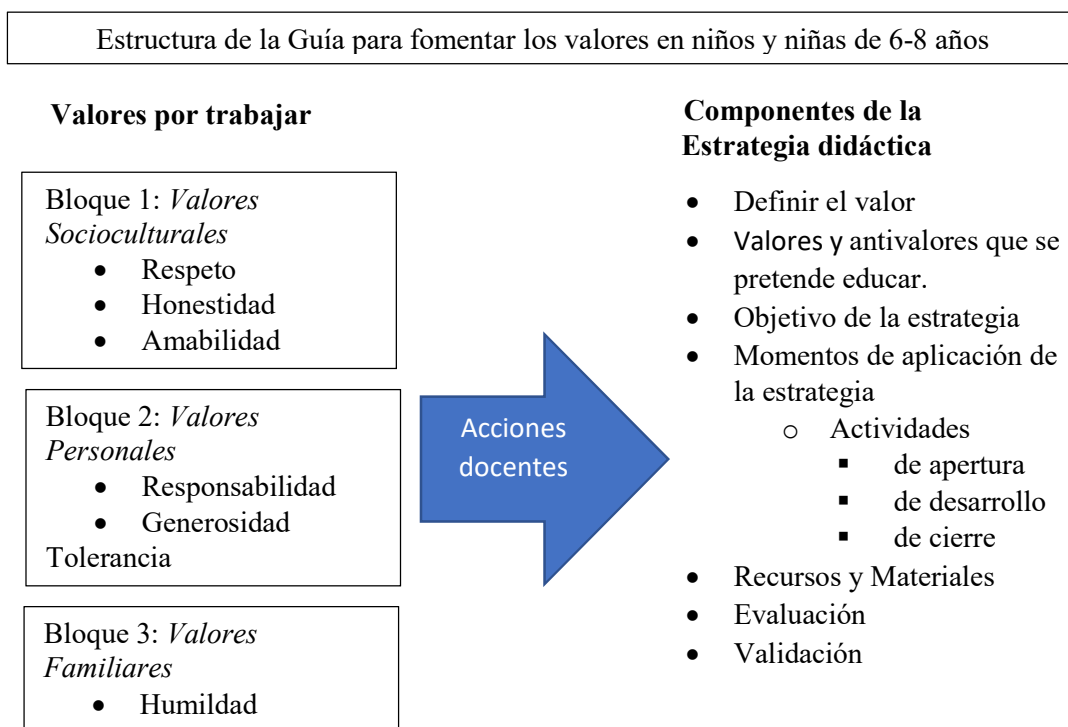 Estructura de la Guía para fomentar los valores en niños y niñas de 6-8 años
Valores por trabajar
Bloque 1: Valores
Socioculturales
• Respeto
• Honestidad
• Amabilidad
Bloque 2: Valores
Personales
• Responsabilidad
• Generosidad
Tolerancia
Bloque 3: Valores
Familiares
• Humildad
Acciones
docentes
Componentes de la
Estrategia didáctica
• Definir el valor
• Valores y antivalores que se
pretende educar.
• Objetivo de la estrategia
• Momentos de aplicación de
la estrategia
o Actividades
▪ de apertura
▪ de desarrollo
▪ de cierre
• Recursos y Materiales
• Evaluación
• Validación